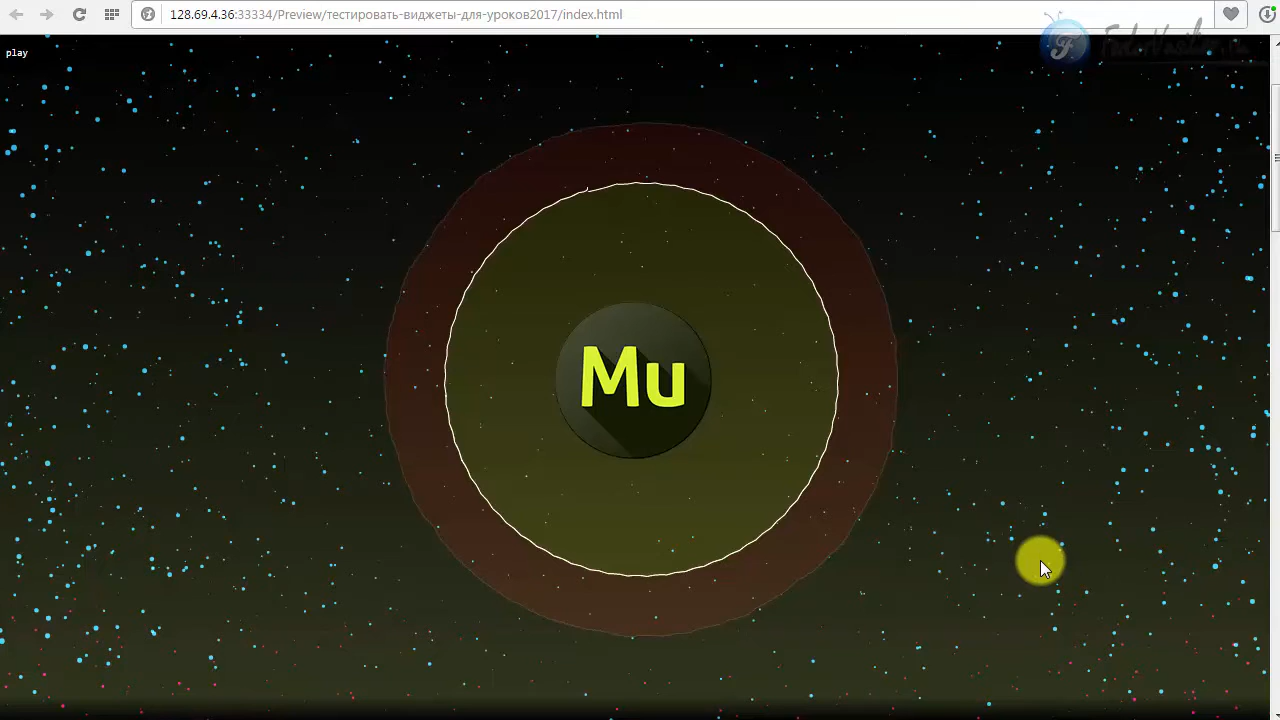 128.69.4.36:33334/Preview/тестировать-виджеты-для-уроков2017/index.html
play
Mu